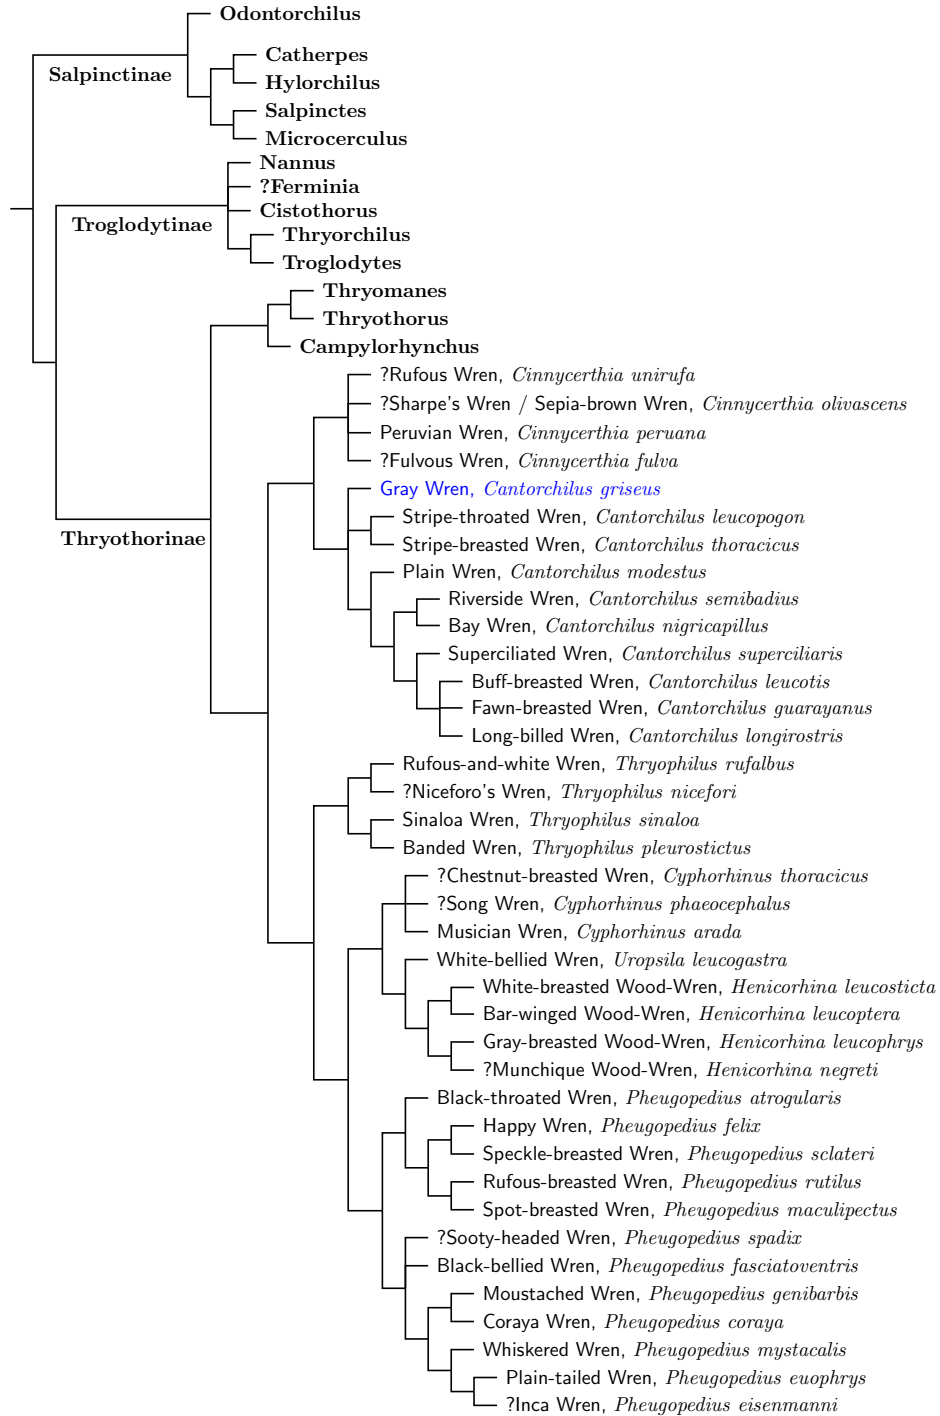 Odontorchilus
Catherpes
Salpinctinae
Hylorchilus
Salpinctes
Microcerculus
Nannus
?Ferminia
Cistothorus
Troglodytinae
Thryorchilus
Troglodytes
Thryomanes
Thryothorus
Campylorhynchus
?Rufous Wren, Cinnycerthia unirufa
?Sharpe's Wren / Sepia-brown Wren, Cinnycerthia olivascens
Peruvian Wren, Cinnycerthia peruana
?Fulvous Wren, Cinnycerthia fulva
Gray Wren, Cantorchilus griseus
Stripe-throated Wren, Cantorchilus leucopogon
Thryothorinae
Stripe-breasted Wren, Cantorchilus thoracicus
Plain Wren, Cantorchilus modestus
Riverside Wren, Cantorchilus semibadius
Bay Wren, Cantorchilus nigricapillus
Superciliated Wren, Cantorchilus superciliaris
Buff-breasted Wren, Cantorchilus leucotis
Fawn-breasted Wren, Cantorchilus guarayanus
Long-billed Wren, Cantorchilus longirostris
Rufous-and-white Wren, Thryophilus rufalbus
?Niceforo's Wren, Thryophilus nicefori
Sinaloa Wren, Thryophilus sinaloa
Banded Wren, Thryophilus pleurostictus
?Chestnut-breasted Wren, Cyphorhinus thoracicus
?Song Wren, Cyphorhinus phaeocephalus
Musician Wren, Cyphorhinus arada
White-bellied Wren, Uropsila leucogastra
White-breasted Wood-Wren, Henicorhina leucosticta
Bar-winged Wood-Wren, Henicorhina leucoptera
Gray-breasted Wood-Wren, Henicorhina leucophrys
?Munchique Wood-Wren, Henicorhina negreti
Black-throated Wren, Pheugopedius atrogularis
Happy Wren, Pheugopedius felix
Speckle-breasted Wren, Pheugopedius sclateri
Rufous-breasted Wren, Pheugopedius rutilus
Spot-breasted Wren, Pheugopedius maculipectus
?Sooty-headed Wren, Pheugopedius spadix
Black-bellied Wren, Pheugopedius fasciatoventris
Moustached Wren, Pheugopedius genibarbis
Coraya Wren, Pheugopedius coraya
Whiskered Wren, Pheugopedius mystacalis
Plain-tailed Wren, Pheugopedius euophrys
?Inca Wren, Pheugopedius eisenmanni